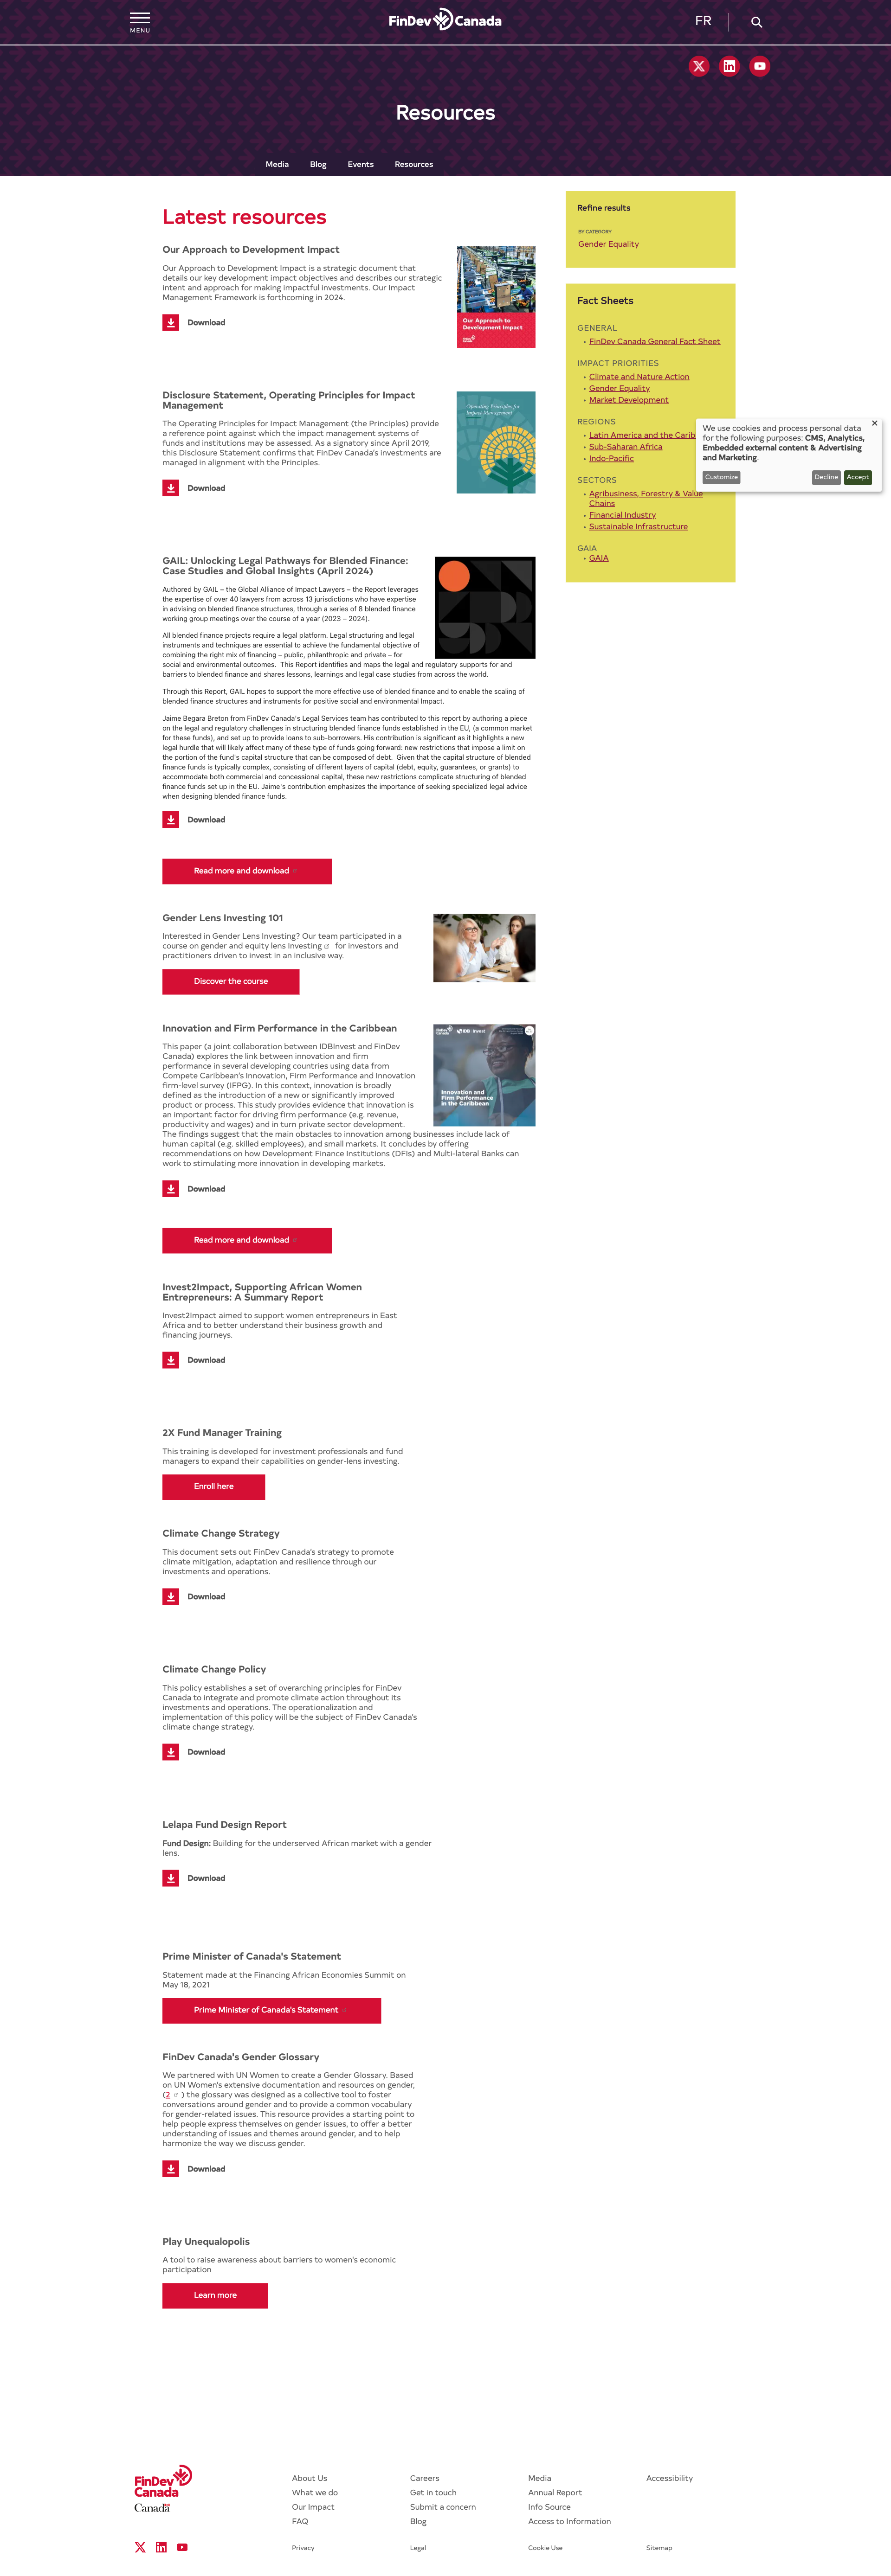 MENU
FinDev Canada
FR
Resources
Media
Blog
Events
Resources
Latest resources
Our Approach to Development Impact
Our Approach to Development Impact is a strategic document that
details our key development impact objectives and describes our strategic
intent and approach for making impactful investments. Our Impact
Management Framework is forthcoming in 2024.
Download
Our Approach to
Development Impact
Disclosure Statement, Operating Principles for Impact
Management
The Operating Principles for Impact Management (the Principles) provide
a reference point against which the impact management systems of
funds and institutions may be assessed. As a signatory since April 2019,
this Disclosure Statement confirms that FinDev Canada's investments are
managed in alignment with the Principles.
Download
Operating Principles for
Impact Management
GAIL: Unlocking Legal Pathways for Blended Finance:
Case Studies and Global Insights (April 2024)
Authored by GAIL – the Global Alliance of Impact Lawyers – the Report leverages
the expertise of over 40 lawyers from across 13 jurisdictions who have expertise
in advising on blended finance structures, through a series of 8 blended finance
working group meetings over the course of a year (2023 – 2024).
All blended finance projects require a legal platform. Legal structuring and legal
instruments and techniques are essential to achieve the fundamental objective of
combining the right mix of financing – public, philanthropic and private – for
social and environmental outcomes. This Report identifies and maps the legal and regulatory supports for and
barriers to blended finance and shares lessons, learnings and legal case studies from across the world.
Through this Report, GAIL hopes to support the more effective use of blended finance and to enable the scaling of
blended finance structures and instruments for positive social and environmental Impact.
Jaime Begara Breton from FinDev Canada's Legal Services team has contributed to this report by authoring a piece
on the legal and regulatory challenges in structuring blended finance funds established in the EU, (a common market
for these funds), and set up to provide loans to sub-borrowers. His contribution is significant as it highlights a new
legal hurdle that will likely affect many of these type of funds going forward: new restrictions that impose a limit on
the portion of the fund's capital structure that can be composed of debt. Given that the capital structure of blended
finance funds is typically complex, consisting of different layers of capital (debt, equity, guarantees, or grants) to
accommodate both commercial and concessional capital, these new restrictions complicate structuring of blended
finance funds set up in the EU. Jaime's contribution emphasizes the importance of seeking specialized legal advice
when designing blended finance funds.
Download
Read more and download
Gender Lens Investing 101
Interested in Gender Lens Investing? Our team participated in a
course on gender and equity lens Investing for investors and
practitioners driven to invest in an inclusive way.
Discover the course
Innovation and Firm Performance in the Caribbean
This paper (a joint collaboration between IDBInvest and FinDev
Canada) explores the link between innovation and firm
performance in several developing countries using data from
Compete Caribbean's Innovation, Firm Performance and Innovation
firm-level survey (IFPG). In this context, innovation is broadly
defined as the introduction of a new or significantly improved
product or process. This study provides evidence that innovation is
an important factor for driving firm performance (e.g. revenue,
productivity and wages) and in turn private sector development.
The findings suggest that the main obstacles to innovation among businesses include lack of
human capital (e.g. skilled employees), and small markets. It concludes by offering
recommendations on how Development Finance Institutions (DFIs) and Multi-lateral Banks can
work to stimulating more innovation in developing markets.
FinDev Canada
IDB Invest
Innovation and
Firm Performance
in the Caribbean
Download
Read more and download
Invest2Impact, Supporting African Women
Entrepreneurs: A Summary Report
Invest2Impact aimed to support women entrepreneurs in East
Africa and to better understand their business growth and
financing journeys.
Download
2X Fund Manager Training
This training is developed for investment professionals and fund
managers to expand their capabilities on gender-lens investing.
Enroll here
Climate Change Strategy
This document sets out FinDev Canada's strategy to promote
climate mitigation, adaptation and resilience through our
investments and operations.
Download
Climate Change Policy
This policy establishes a set of overarching principles for FinDev
Canada to integrate and promote climate action throughout its
investments and operations. The operationalization and
implementation of this policy will be the subject of FinDev Canada's
climate change strategy.
Download
Lelapa Fund Design Report
Fund Design: Building for the underserved African market with a gender
lens.
Download
Prime Minister of Canada's Statement
Statement made at the Financing African Economies Summit on
May 18, 2021
Prime Minister of Canada's Statement
FinDev Canada's Gender Glossary
We partnered with UN Women to create a Gender Glossary. Based
on UN Women's extensive documentation and resources on gender,
(2 ) the glossary was designed as a collective tool to foster
conversations around gender and to provide a common vocabulary
for gender-related issues. This resource provides a starting point to
help people express themselves on gender issues, to offer a better
understanding of issues and themes around gender, and to help
harmonize the way we discuss gender.
Download
Play Unequalopolis
A tool to raise awareness about barriers to women's economic
participation
Learn more
Refine results
BY CATEGORY
Gender Equality
Fact Sheets
GENERAL
FinDev Canada General Fact Sheet
IMPACT PRIORITIES
Climate and Nature Action
Gender Equality
Market Development
REGIONS
Latin America and the Carib
Sub-Saharan Africa
Indo-Pacific
SECTORS
Agribusiness, Forestry & Value
Chains
Financial Industry
Sustainable Infrastructure
GAIA
GAIA
We use cookies and process personal data
for the following purposes: CMS, Analytics,
Embedded external content & Advertising
and Marketing.
Customize
Decline
Accept
FinDev
Canada
Canada
About Us
What we do
Our Impact
FAQ
Careers
Get in touch
Submit a concern
Blog
Media
Annual Report
Info Source
Access to Information
Accessibility
Privacy
Legal
Cookie Use
Sitemap